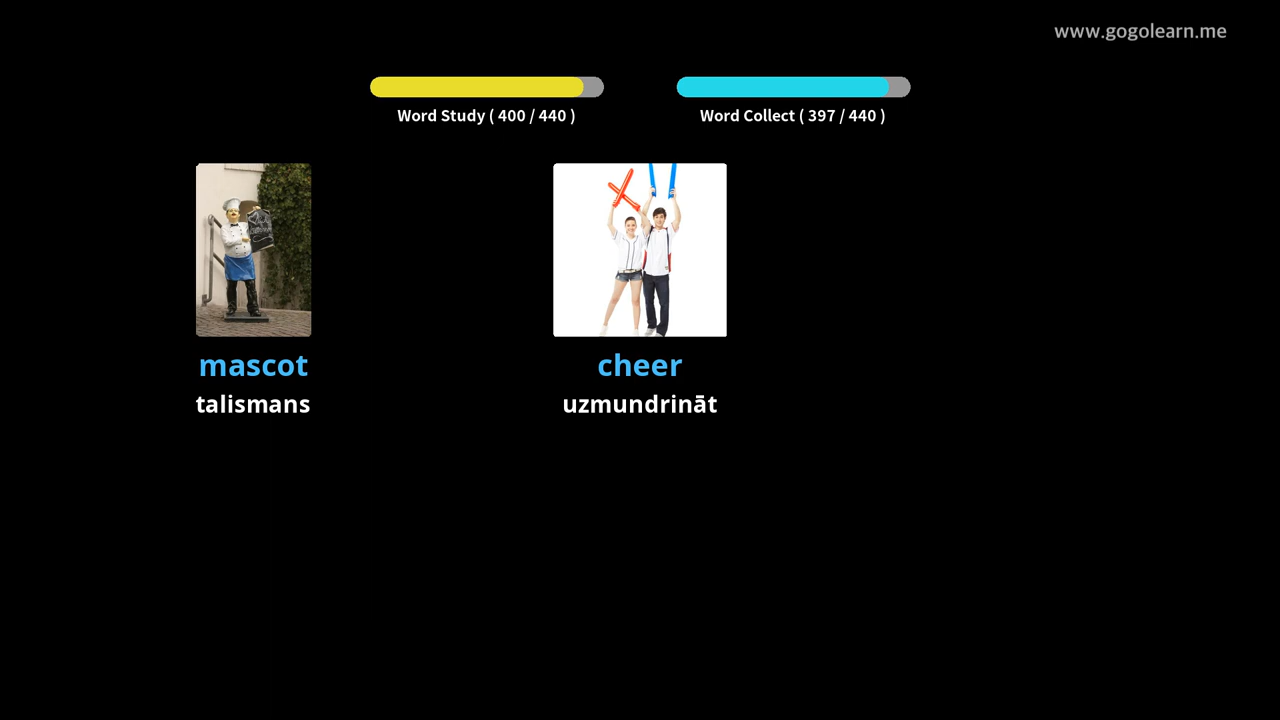 www.gogolearn.me
Word Study ( 400 / 440 )
Word Collect ( 397 / 440 )
mascot
talismans
cheer
uzmundrināt